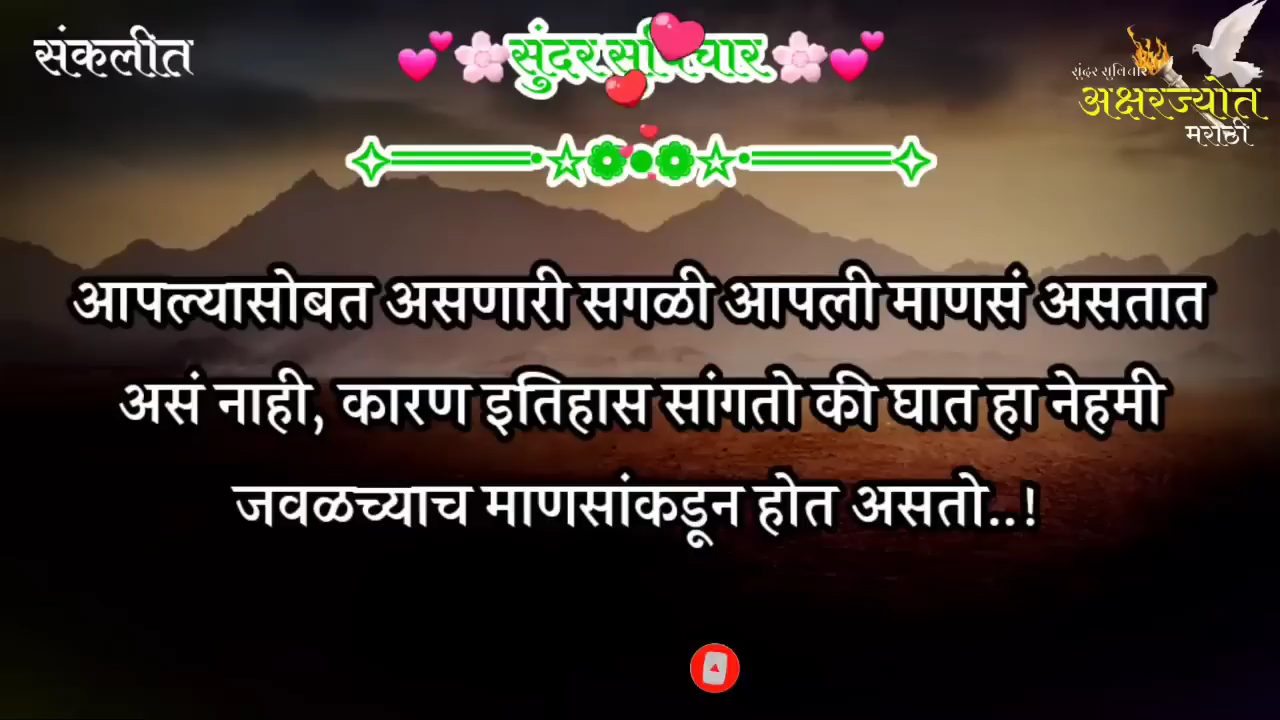 संकलीत
सुंदर सुविचार
सुंदर सुविचार
अक्षरज्योत
मराठी
आपल्यासोबत असणारी सगळी आपली माणसं असतात
असं नाही, कारण इतिहास सांगतो की घात हा नेहमी
जवळच्याच माणसांकडून होत असतो..!